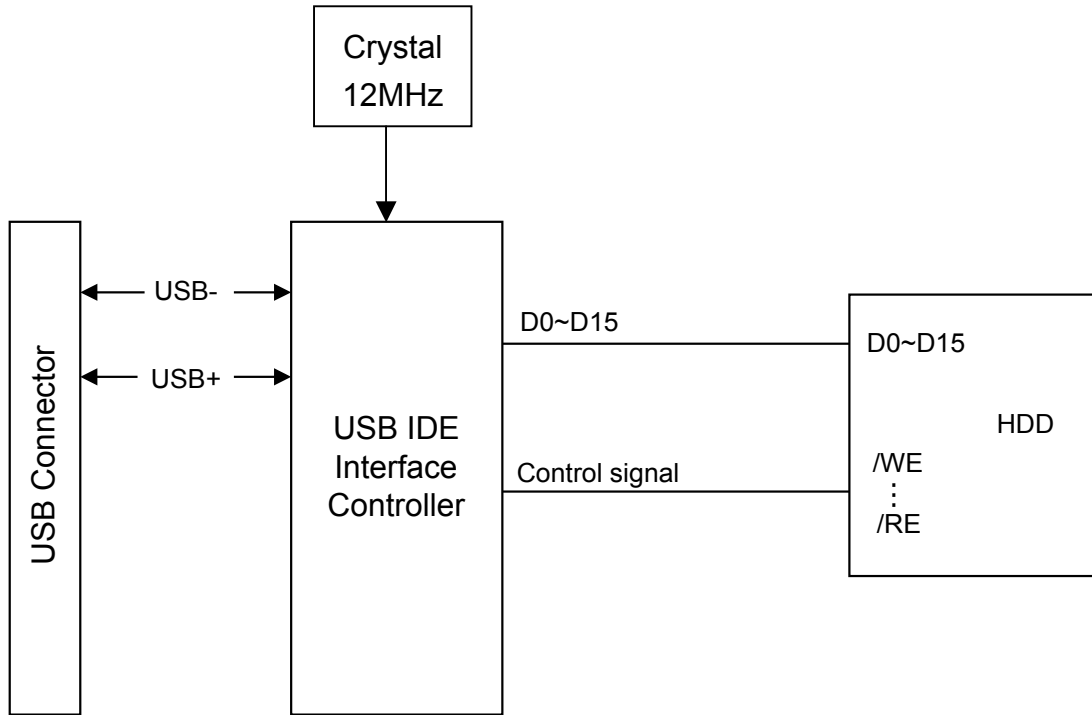 Crystal
12MHz
USB Connector
USB-
USB+
USB IDE
Interface
Controller
D0~D15
Control signal
D0~D15
HDD
/WE
/RE